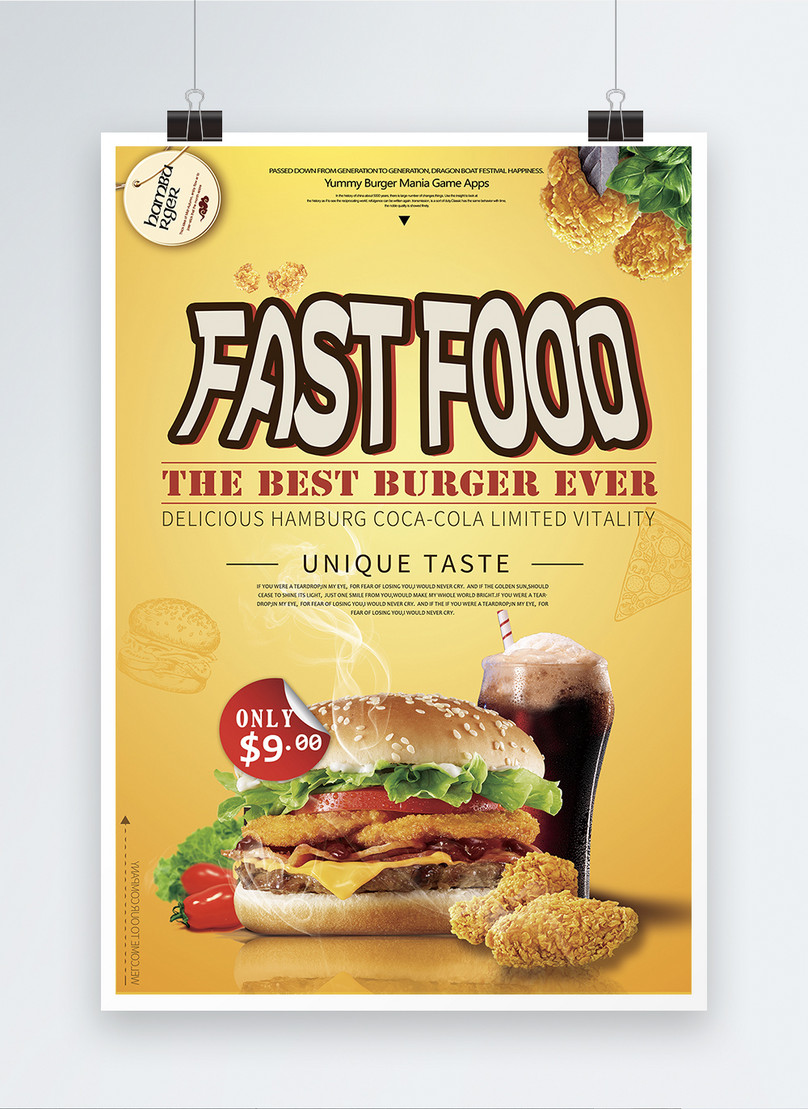 hamba
rger
PASSED DOWN FROM GENERATION TO GENERATION, DRAGON BOAT FESTIVAL HAPPINESS.
Yummy Burger Mania Game Apps
FAST FOOD
THE BEST BURGER EVER
DELICIOUS HAMBURG COCA-COLA LIMITED VITALITY
UNIQUE TASTE
IF YOU WERE A TEARDROP,IN MY EYE, FOR FEAR OF LOSING YOU,I WOULD NEVER CRY. AND IF THE GOLDEN SUN,SHOULD
CEASE TO SHINE ITS LIGHT, JUST ONE SMILE FROM YOU,WOULD MAKE MY WHOLE WORLD BRIGHT.IF YOU WERE A TEAR-
DROP,IN MY EYE, FOR FEAR OF LOSING YOU,I WOULD NEVER CRY. AND IF THE IF YOU WERE A TEARDROP,IN MY EYE, FOR
FEAR OF LOSING YOU,I WOULD NEVER CRY.
ONLY
$9.00
WELCOME TO OUR COMPANY